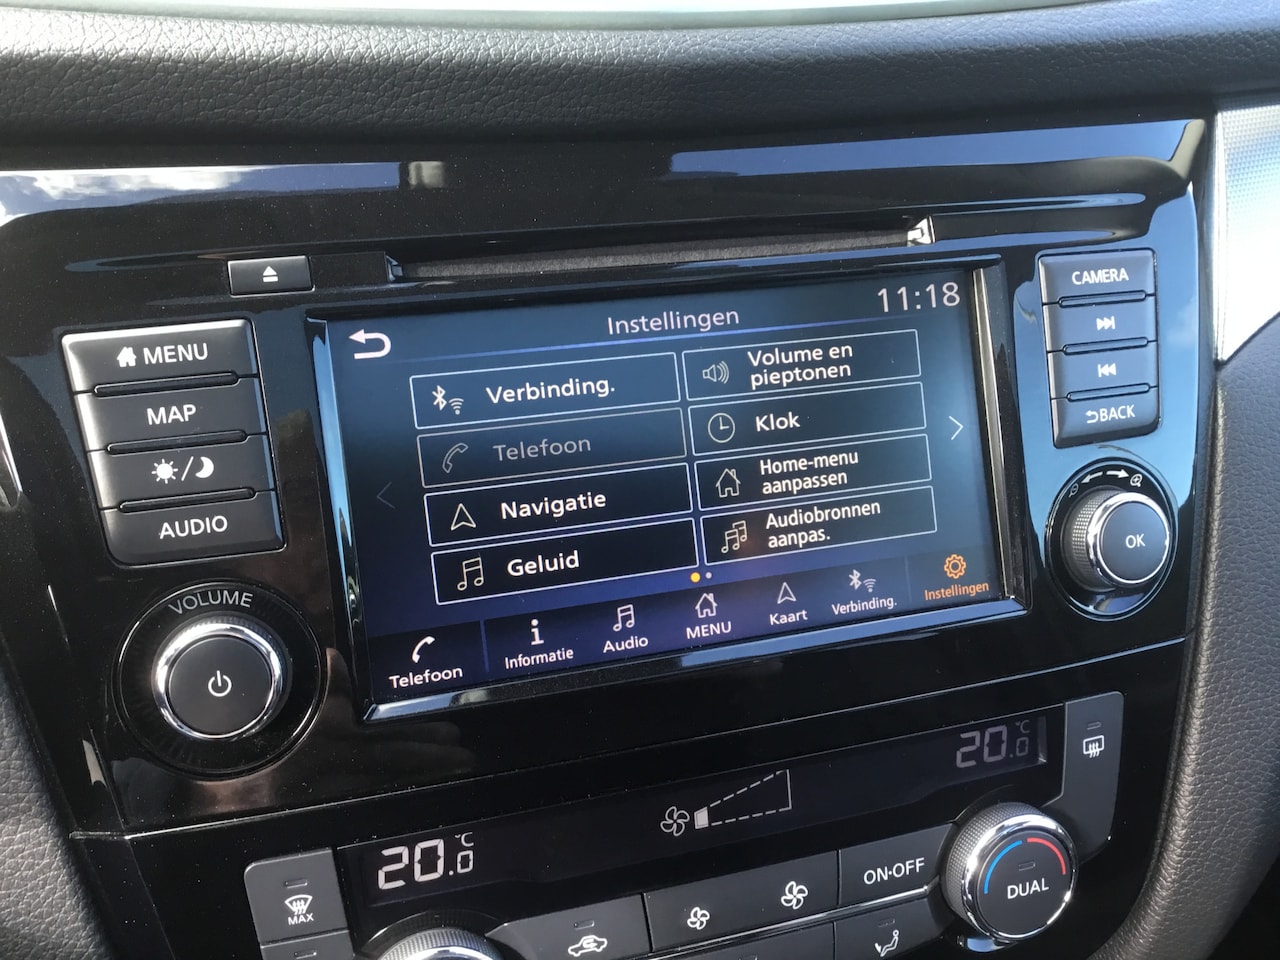 Instellingen
11:18
Verbinding.
Volume en
pieptonen
Telefoon
Klok
Navigatie
Home-menu
aanpassen
Geluid
Audiobronnen
aanpas.
Telefoon
Informatie
Audio
MENU
Kaart
Verbinding.
Instellingen
MENU
MAP
AUDIO
VOLUME
CAMERA
BACK
OK
20.0 °C
20.0 °C
MAX
ON·OFF
DUAL